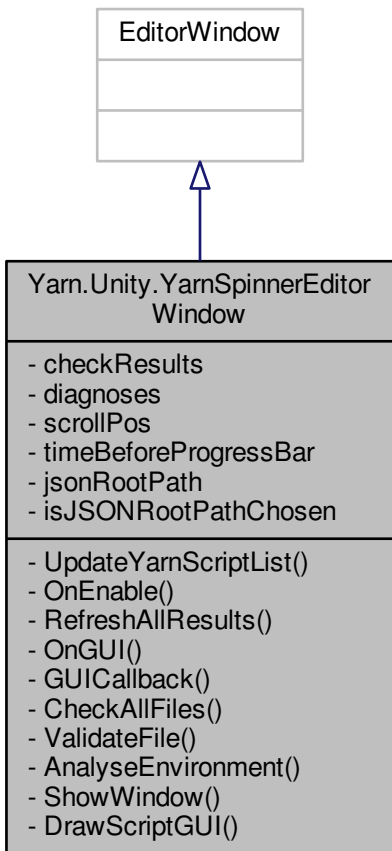 EditorWindow
Yarn.Unity.YarnSpinnerEditor
Window
- checkResults
- diagnoses
- scrollPos
- timeBeforeProgressBar
- jsonRootPath
- isJSONRootPathChosen
- UpdateYarnScriptList()
- OnEnable()
- RefreshAllResults()
- OnGUI()
- GUICallback()
- CheckAllFiles()
- ValidateFile()
- AnalyseEnvironment()
- ShowWindow()
- DrawScriptGUI()